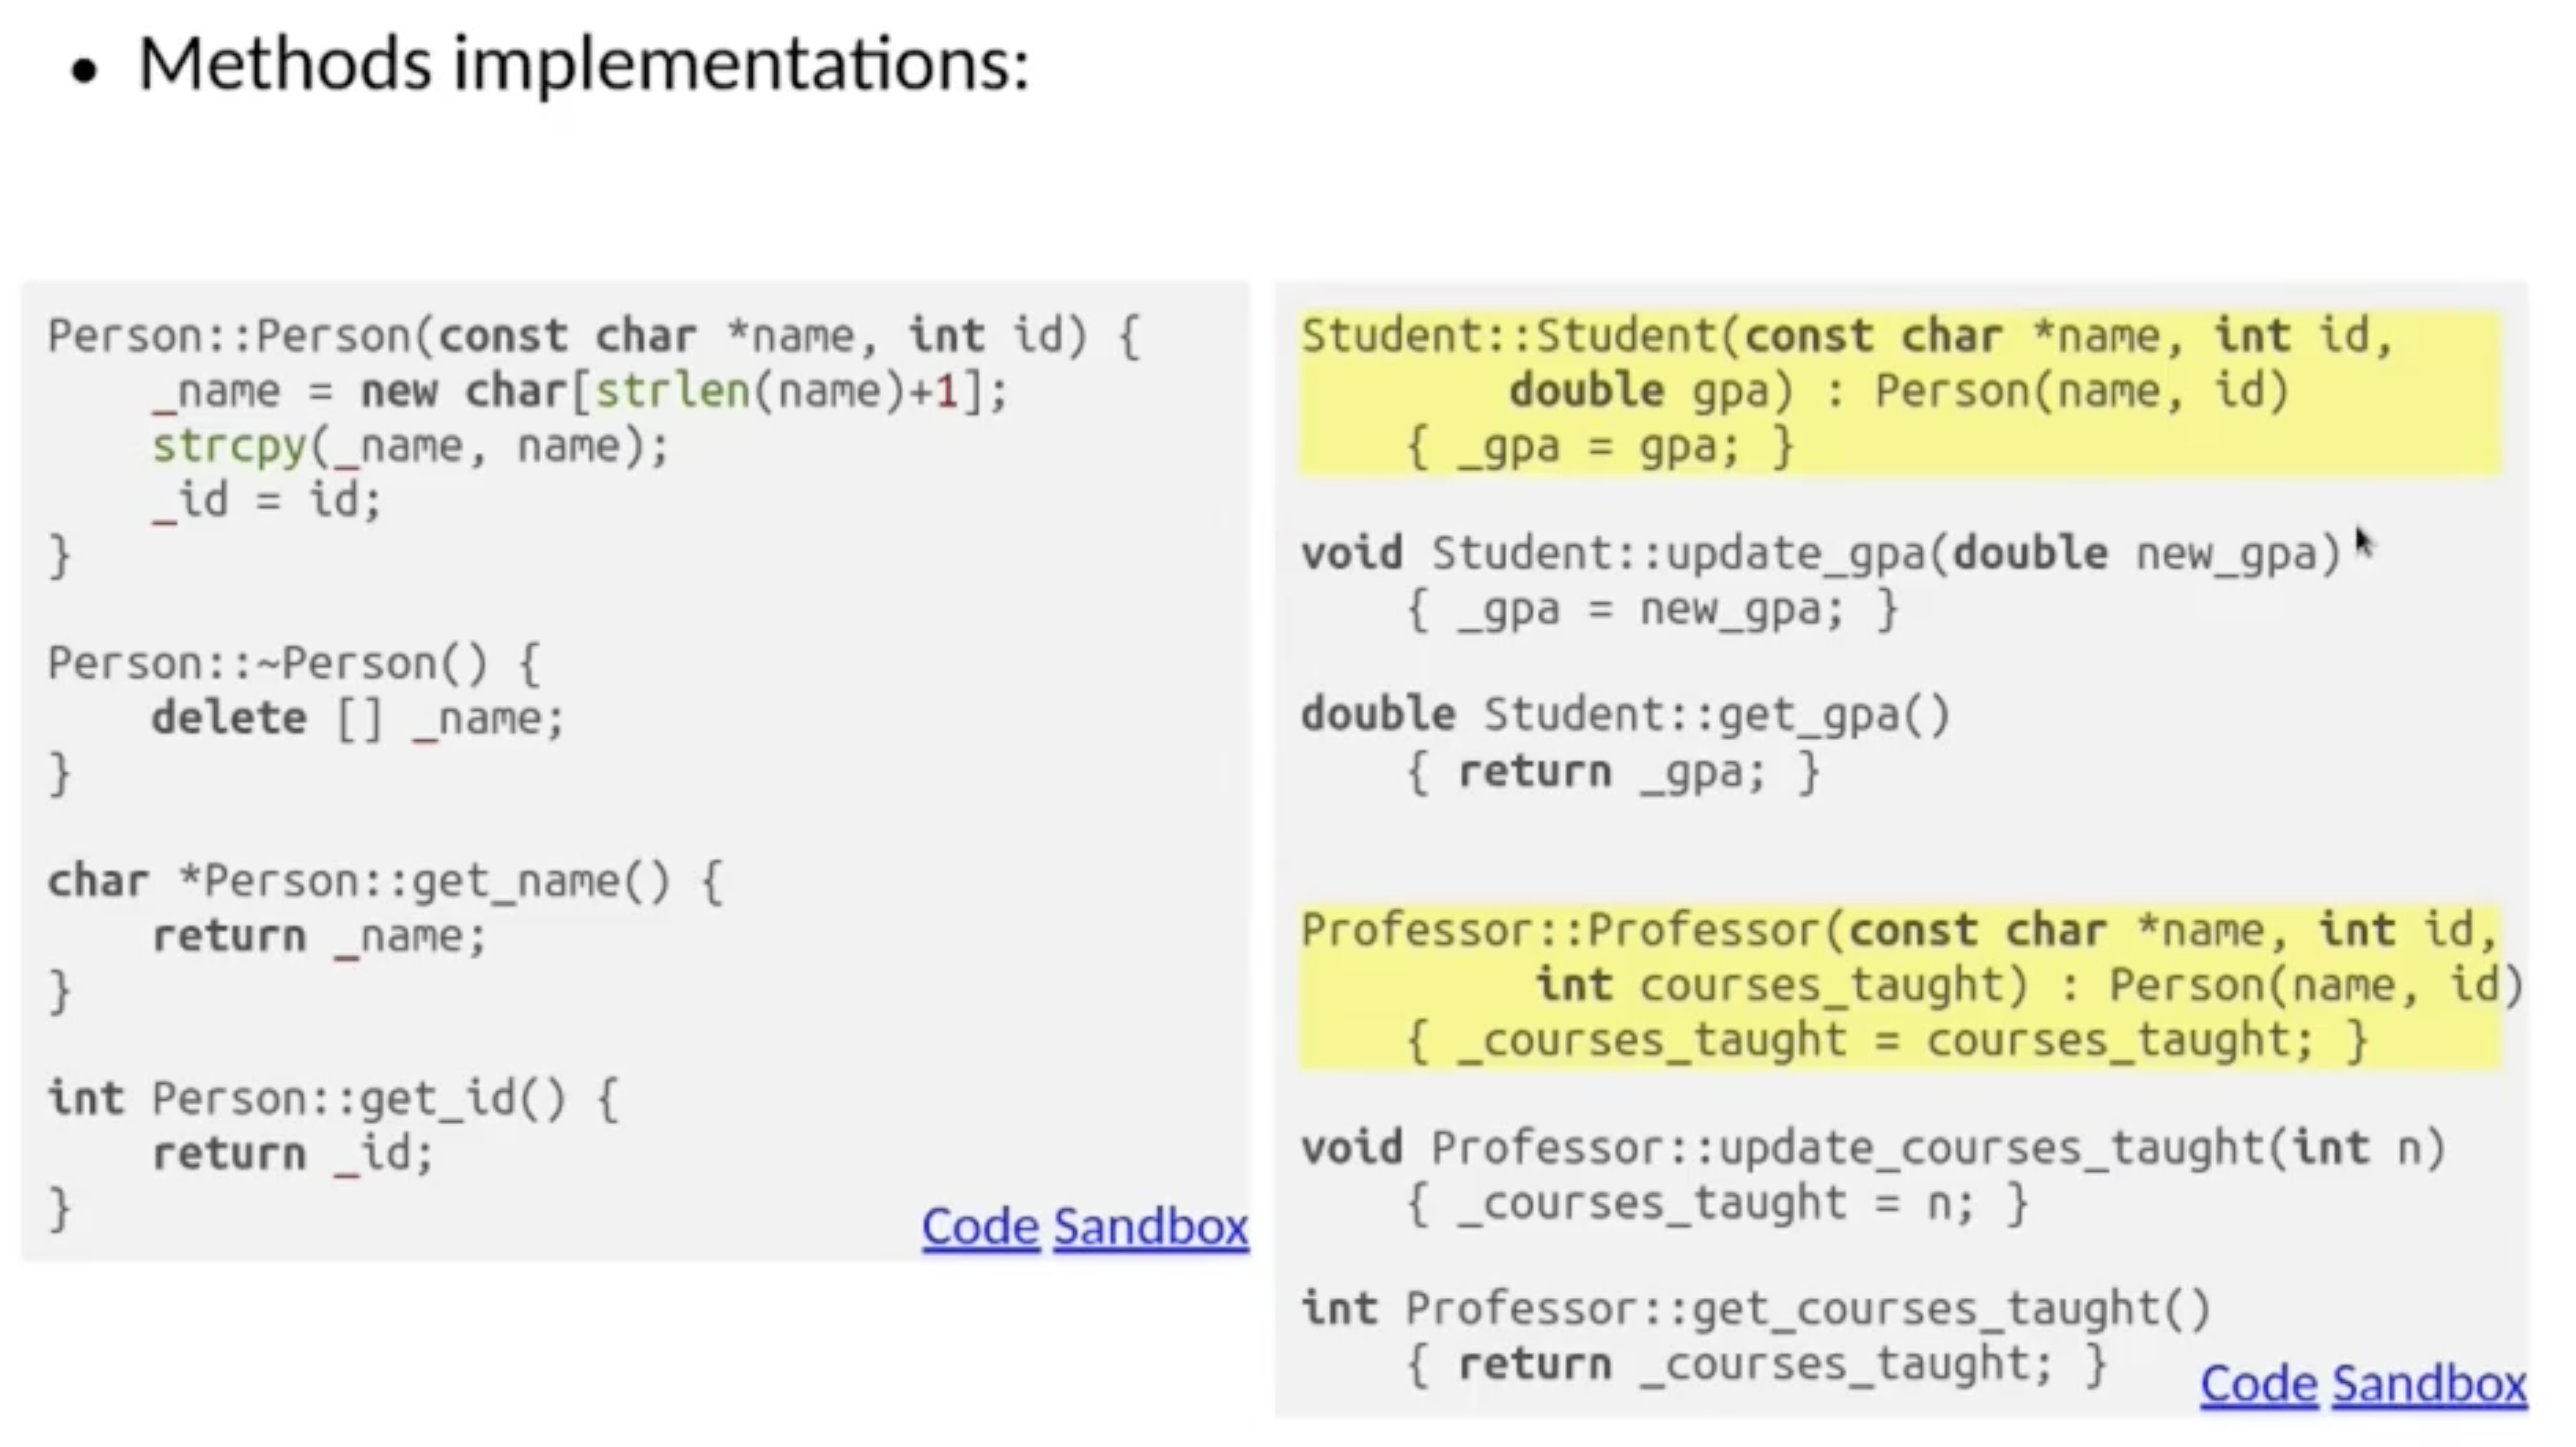 • Methods implementations:
Person::Person(const char *name, int id) {
    _name = new char[strlen(name)+1];
    strcpy(_name, name);
    _id = id;
}
Person::~Person() {
    delete [] _name;
}
char *Person::get_name() {
    return _name;
}
int Person::get_id() {
    return _id;
}
Code Sandbox
Student::Student(const char *name, int id,
        double gpa) : Person(name, id)
    { _gpa = gpa; }
void Student::update_gpa(double new_gpa)
    { _gpa = new_gpa; }
double Student::get_gpa()
    { return _gpa; }
Professor::Professor(const char *name, int id,
         int courses_taught) : Person(name, id)
    { _courses_taught = courses_taught; }
void Professor::update_courses_taught(int n)
    { _courses_taught = n; }
int Professor::get_courses_taught()
    { return _courses_taught; }
Code Sandbox